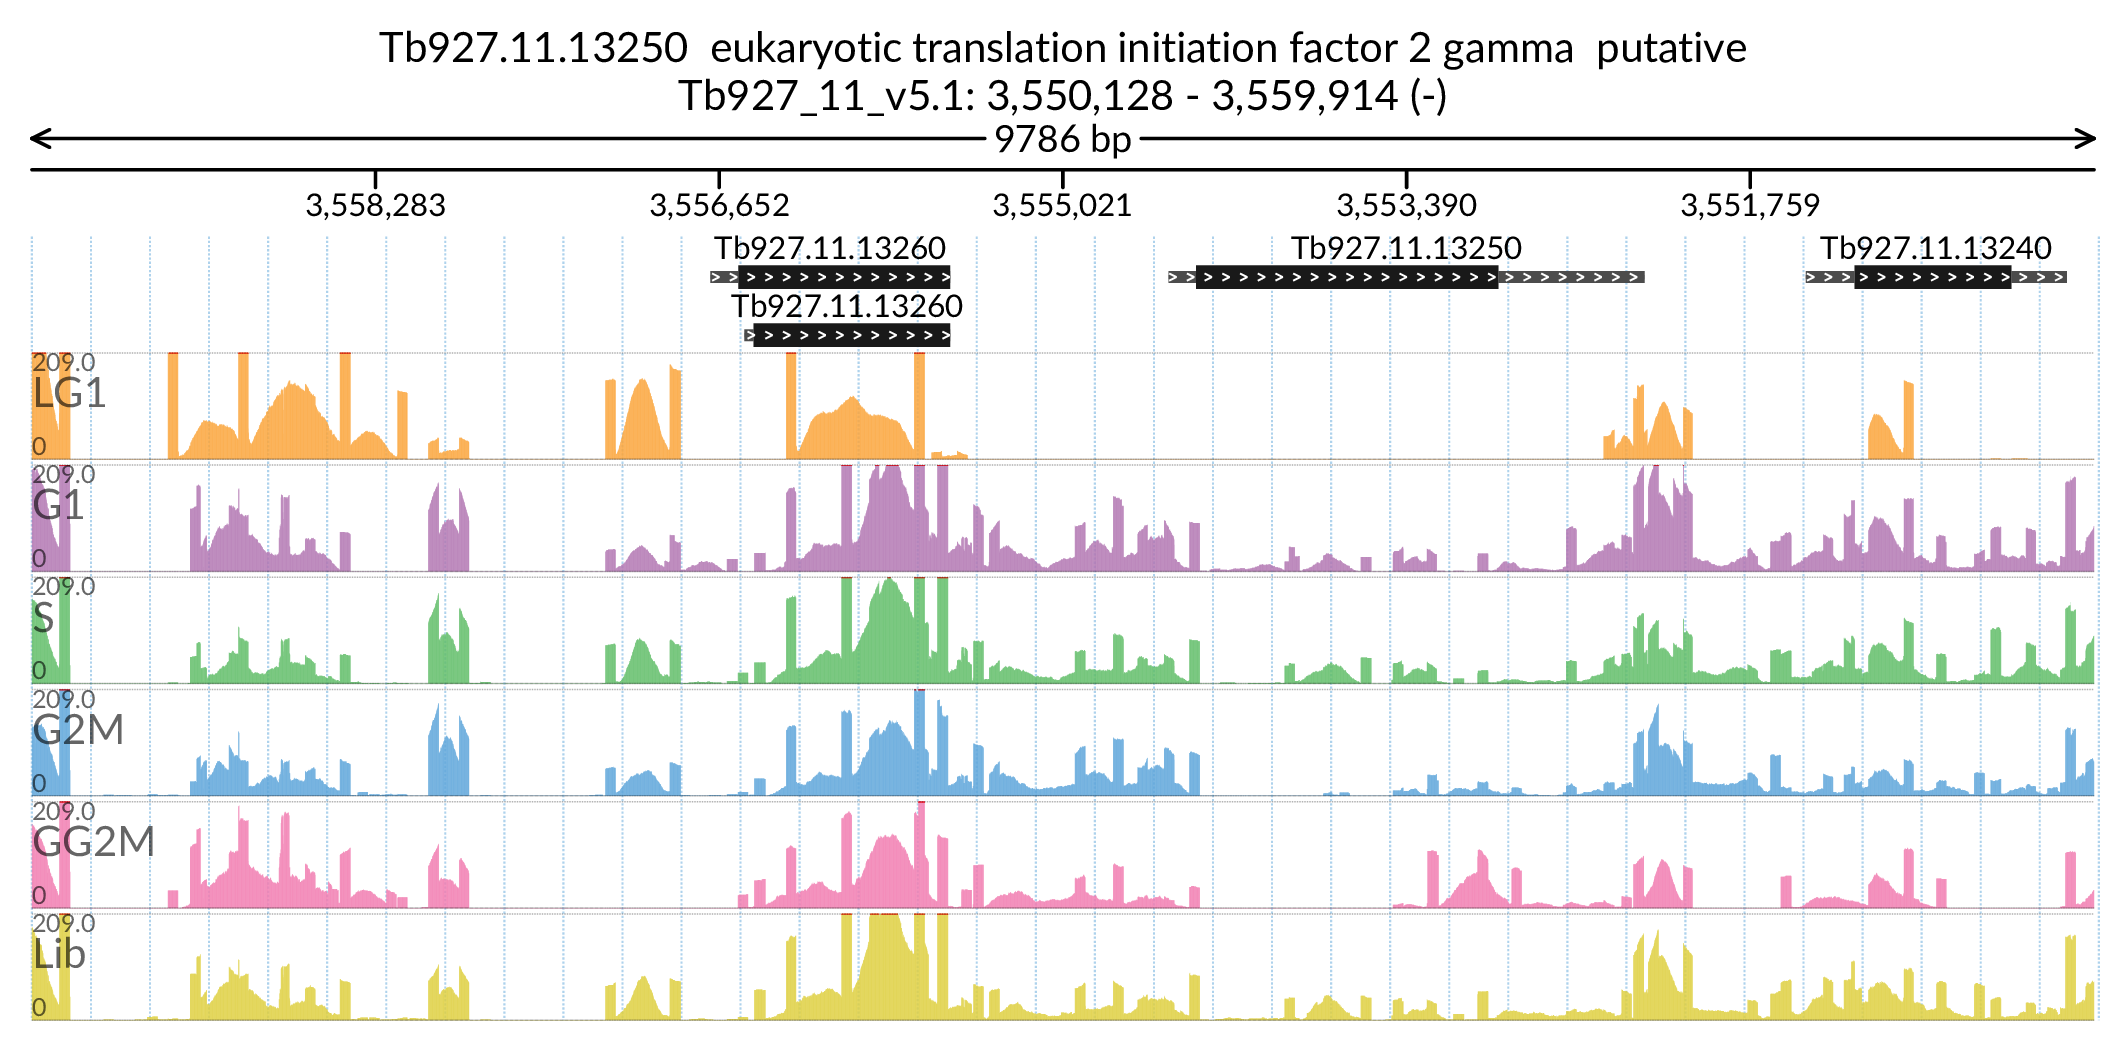 Tb927.11.13250  eukaryotic translation initiation factor 2 gamma  putative
Tb927_11_v5.1: 3,550,128 - 3,559,914 (-)
9786 bp
3,558,283 3,556,652 3,555,021 3,553,390 3,551,759
Tb927.11.13260 Tb927.11.13250 Tb927.11.13240
Tb927.11.13260
209.0
LG1
0
209.0
G1
0
209.0
S
0
209.0
G2M
0
209.0
GG2M
0
209.0
Lib
0